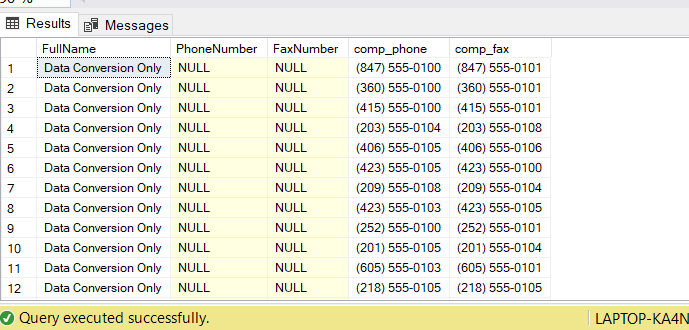 Results Messages
FullName PhoneNumber FaxNumber comp_phone comp_fax
1 Data Conversion Only NULL NULL (847) 555-0100 (847) 555-0101
2 Data Conversion Only NULL NULL (360) 555-0100 (360) 555-0101
3 Data Conversion Only NULL NULL (415) 555-0100 (415) 555-0101
4 Data Conversion Only NULL NULL (203) 555-0104 (203) 555-0108
5 Data Conversion Only NULL NULL (406) 555-0105 (406) 555-0106
6 Data Conversion Only NULL NULL (423) 555-0105 (423) 555-0100
7 Data Conversion Only NULL NULL (209) 555-0108 (209) 555-0104
8 Data Conversion Only NULL NULL (423) 555-0103 (423) 555-0105
9 Data Conversion Only NULL NULL (252) 555-0100 (252) 555-0101
10 Data Conversion Only NULL NULL (201) 555-0105 (201) 555-0104
11 Data Conversion Only NULL NULL (605) 555-0103 (605) 555-0101
12 Data Conversion Only NULL NULL (218) 555-0105 (218) 555-0105
Query executed successfully. LAPTOP-KA4N